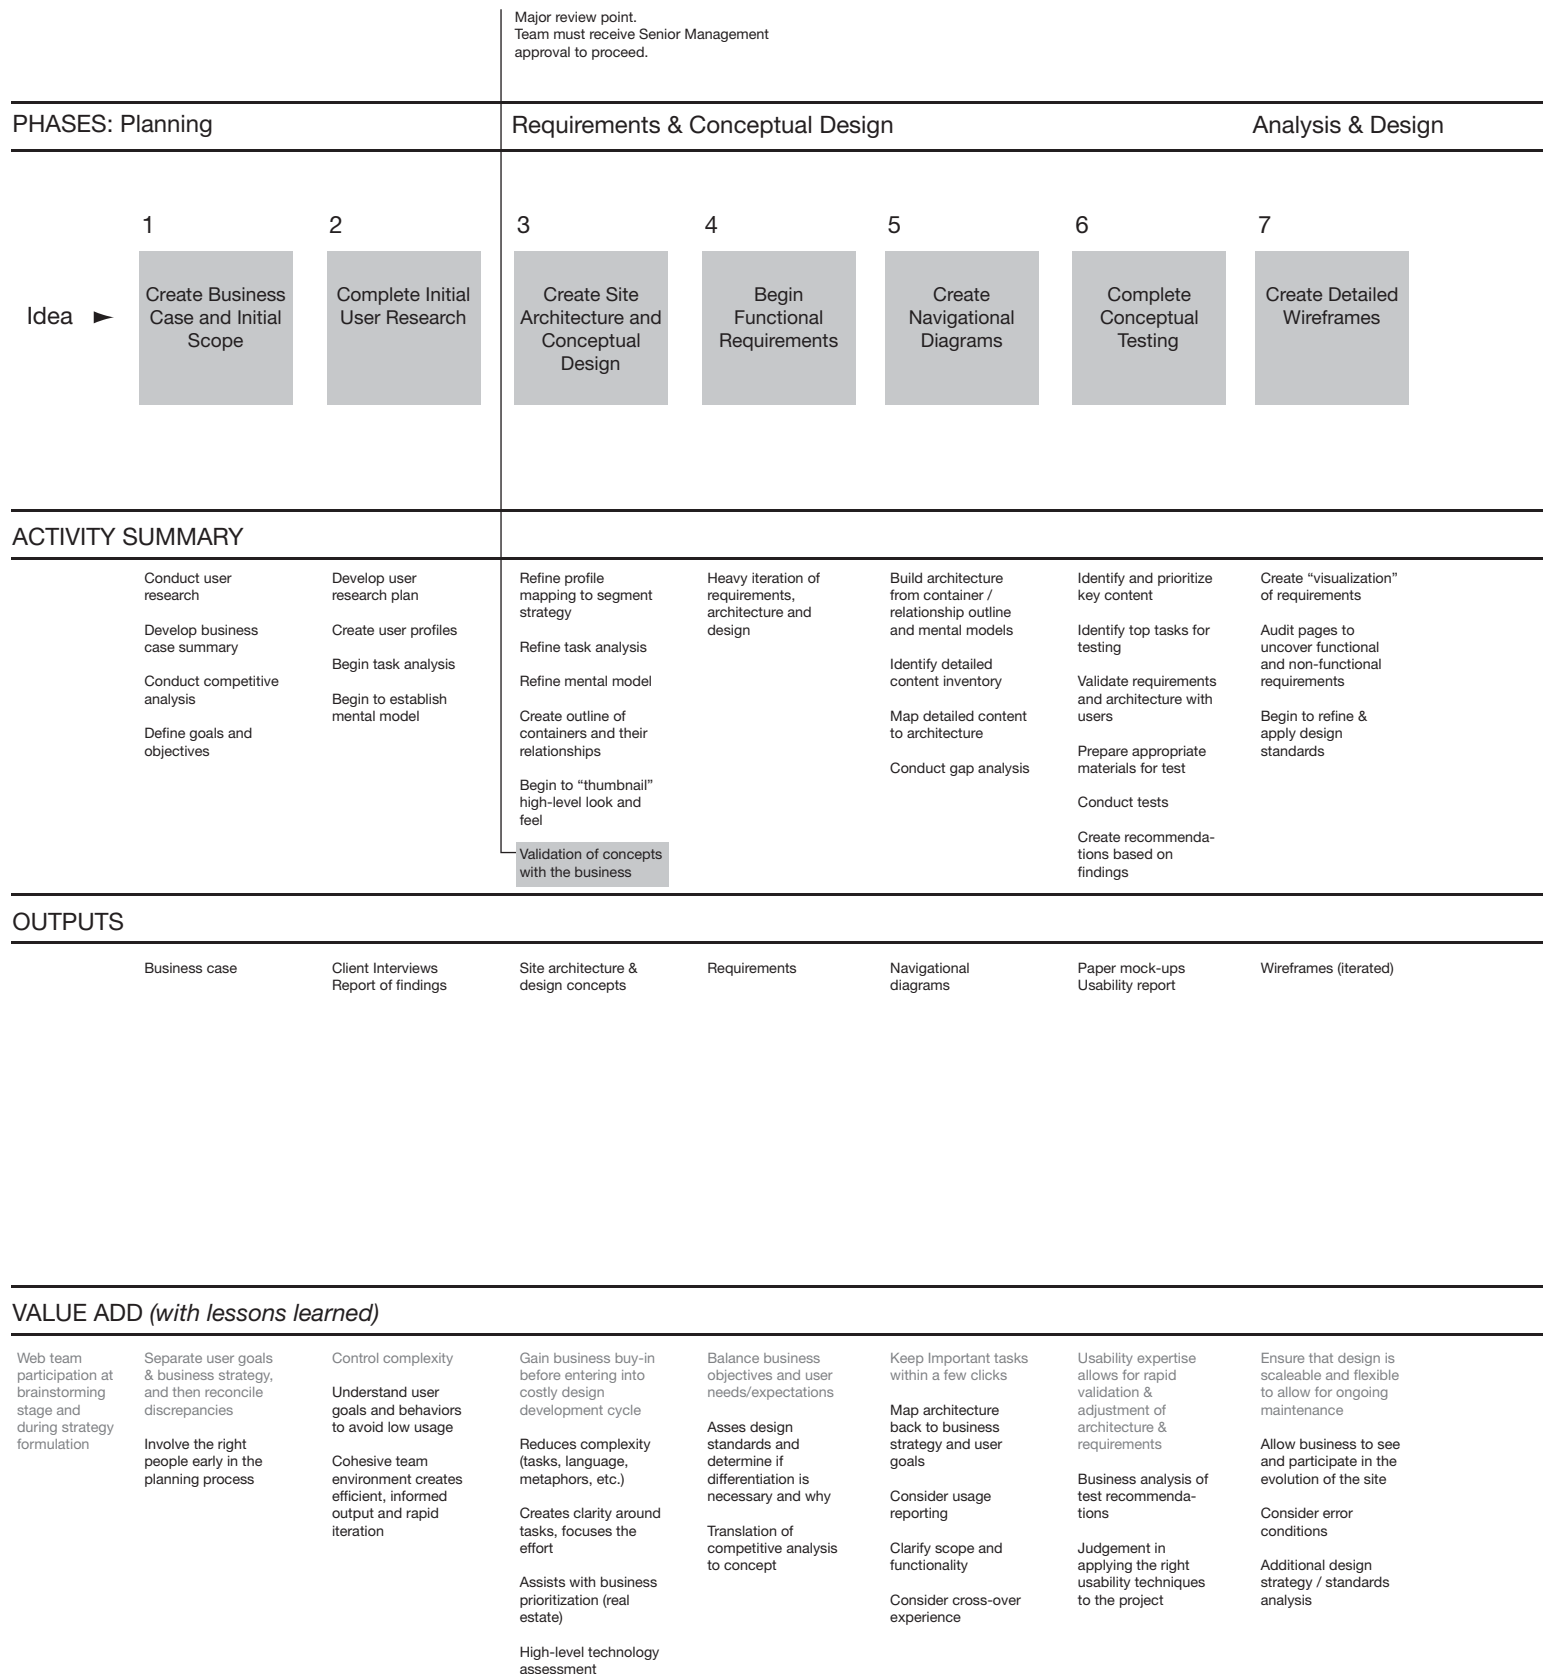 Major review point.
Team must receive Senior Management
approval to proceed.
PHASES: Planning
Requirements & Conceptual Design
Analysis & Design
1
2
3
4
5
6
7
Idea
Create Business
Case and Initial
Scope
Complete Initial
User Research
Create Site
Architecture and
Conceptual
Design
Begin
Functional
Requirements
Create
Navigational
Diagrams
Complete
Conceptual
Testing
Create Detailed
Wireframes
ACTIVITY SUMMARY
Conduct user
research
Develop business
case summary
Conduct competitive
analysis
Define goals and
objectives
Develop user
research plan
Create user profiles
Begin task analysis
Begin to establish
mental model
Refine profile
mapping to segment
strategy
Refine task analysis
Refine mental model
Create outline of
containers and their
relationships
Begin to “thumbnail”
high-level look and
feel
Validation of concepts
with the business
Heavy iteration of
requirements,
architecture and
design
Build architecture
from container /
relationship outline
and mental models
Identify detailed
content inventory
Map detailed content
to architecture
Conduct gap analysis
Identify and prioritize
key content
Identify top tasks for
testing
Validate requirements
and architecture with
users
Prepare appropriate
materials for test
Conduct tests
Create recommenda-
tions based on
findings
Create “visualization”
of requirements
Audit pages to
uncover functional
and non-functional
requirements
Begin to refine &
apply design
standards
OUTPUTS
Business case
Client Interviews
Report of findings
Site architecture &
design concepts
Requirements
Navigational
diagrams
Paper mock-ups
Usability report
Wireframes (iterated)
VALUE ADD (with lessons learned)
Web team
participation at
brainstorming
stage and
during strategy
formulation
Separate user goals
& business strategy,
and then reconcile
discrepancies
Involve the right
people early in the
planning process
Control complexity
Understand user
goals and behaviors
to avoid low usage
Cohesive team
environment creates
efficient, informed
output and rapid
iteration
Gain business buy-in
before entering into
costly design
development cycle
Reduces complexity
(tasks, language,
metaphors, etc.)
Creates clarity around
tasks, focuses the
effort
Assists with business
prioritization (real
estate)
High-level technology
assessment
Balance business
objectives and user
needs/expectations
Asses design
standards and
determine if
differentiation is
necessary and why
Translation of
competitive analysis
to concept
Keep Important tasks
within a few clicks
Map architecture
back to business
strategy and user
goals
Consider usage
reporting
Clarify scope and
functionality
Consider cross-over
experience
Usability expertise
allows for rapid
validation &
adjustment of
architecture &
requirements
Business analysis of
test recommenda-
tions
Judgement in
applying the right
usability techniques
to the project
Ensure that design is
scaleable and flexible
to allow for ongoing
maintenance
Allow business to see
and participate in the
evolution of the site
Consider error
conditions
Additional design
strategy / standards
analysis